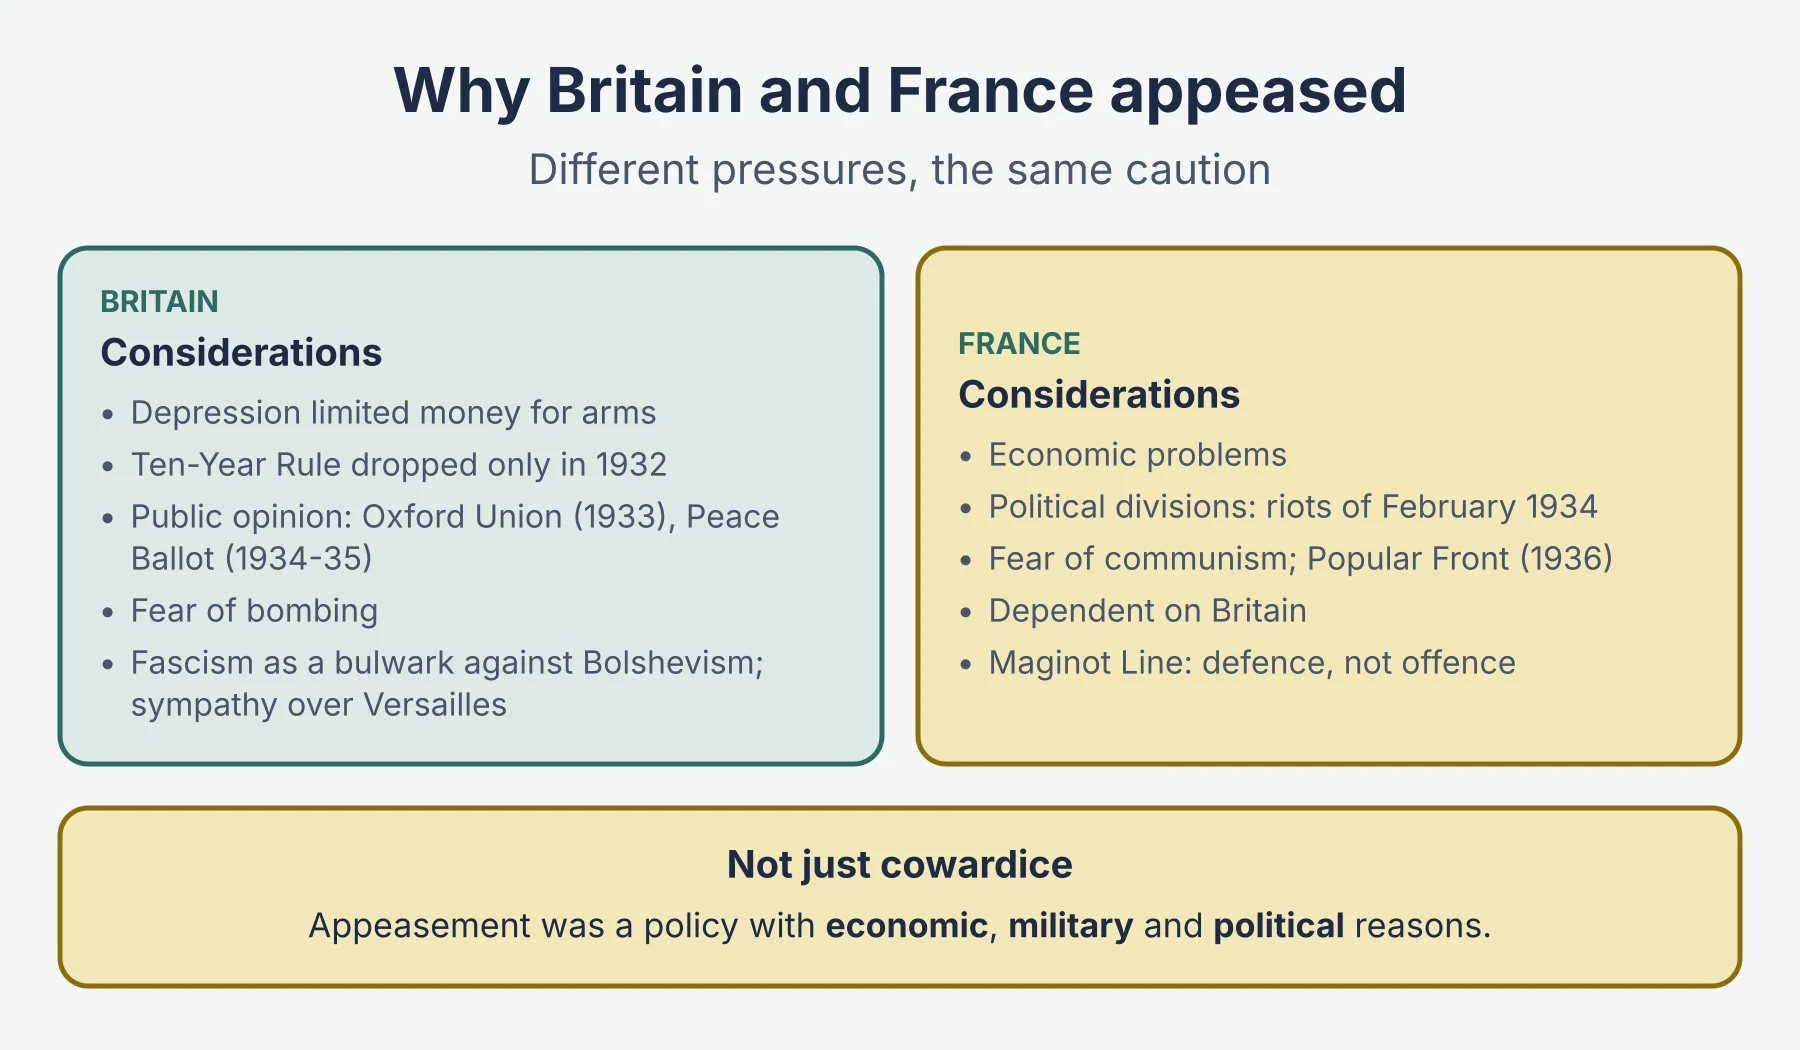 Why Britain and France appeased
Different pressures, the same caution
BRITAIN
Considerations
• Depression limited money for arms
• Ten-Year Rule dropped only in 1932
• Public opinion: Oxford Union (1933), Peace
Ballot (1934-35)
• Fear of bombing
• Fascism as a bulwark against Bolshevism;
sympathy over Versailles
FRANCE
Considerations
• Economic problems
• Political divisions: riots of February 1934
• Fear of communism; Popular Front (1936)
• Dependent on Britain
• Maginot Line: defence, not offence
Not just cowardice
Appeasement was a policy with economic, military and political reasons.